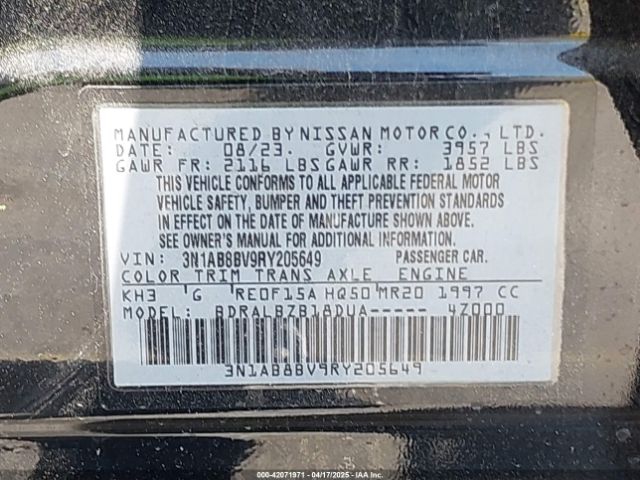 MANUFACTURED BY NISSAN MOTOR CO., LTD.
DATE: 08/23. GVWR: 3957 LBS
GAWR FR: 2116 LBS GAWR RR: 1852 LBS
THIS VEHICLE CONFORMS TO ALL APPLICABLE FEDERAL MOTOR
VEHICLE SAFETY, BUMPER AND THEFT PREVENTION STANDARDS
IN EFFECT ON THE DATE OF MANUFACTURE SHOWN ABOVE.
SEE OWNER'S MANUAL FOR ADDITIONAL INFORMATION.
VIN: 3N1AB8BV9RY205649 PASSENGER CAR.
COLOR TRIM TRANS AXLE ENGINE
KH3 'G 'RE0F15A HQ50'MR20 1997 CC
MODEL: BDRALBZB18DUA----- 4Z000
3N1AB8BV9RY205649
000-42071971 04/17/2025 IAAI.COM